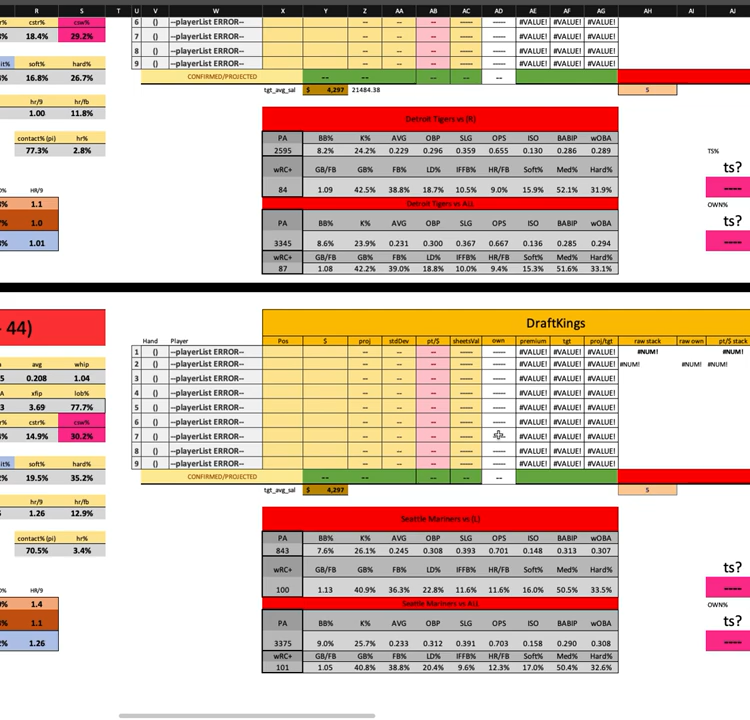 R S T U V W X Y Z AA AB AC AD AE AF AG AH AI AJ
6 () --playerList ERROR-- -- -- -- ----- ----- #VALUE! #VALUE! #VALUE!
cstr% csw%
18.4% 29.2% 7 () --playerList ERROR-- -- -- -- ----- ----- #VALUE! #VALUE! #VALUE!
8 () --playerList ERROR-- -- -- -- ----- ----- #VALUE! #VALUE! #VALUE!
soft% hard% 9 () --playerList ERROR-- -- -- -- ----- ----- #VALUE! #VALUE! #VALUE!
16.8% 26.7% CONFIRMED/PROJECTED -- -- -- -- --
tgt_avg_sal $ 4,297 21484.38 5
hr/9 hr/fb
1.00 11.8% Detroit Tigers vs (R)
contact% (pi) hr% PA BB% K% AVG OBP SLG OPS ISO BABIP wOBA
77.3% 2.8% 2595 8.2% 24.2% 0.229 0.296 0.359 0.655 0.130 0.286 0.289 TS%
wRC+ GB/FB GB% FB% LD% IFFB% HR/FB Soft% Med% Hard% ts?
HR/9 84 1.09 42.5% 38.8% 18.7% 10.5% 9.0% 15.9% 52.1% 31.9% ----
1.1 Detroit Tigers vs ALL OWN%
1.0 PA BB% K% AVG OBP SLG OPS ISO BABIP wOBA ts?
1.01 3345 8.6% 23.9% 0.231 0.300 0.367 0.667 0.136 0.285 0.294 ----
wRC+ GB/FB GB% FB% LD% IFFB% HR/FB Soft% Med% Hard%
87 1.08 42.2% 39.0% 18.8% 10.0% 9.4% 15.3% 51.6% 33.1%
44) DraftKings
Hand Player Pos $ proj stdDev pt/$ sheetsVal own premium tgt proj/tgt raw stack raw own pt/$ stack
1 () --playerList ERROR-- -- -- -- ----- ----- #VALUE! #VALUE! #VALUE! #NUM! #NUM!
avg whip 2 () --playerList ERROR-- -- -- -- ----- ----- #VALUE! #VALUE! #VALUE! #NUM! #NUM! #NUM!
0.208 1.04 3 () --playerList ERROR-- -- -- -- ----- ----- #VALUE! #VALUE! #VALUE!
xfip lob% 4 () --playerList ERROR-- -- -- -- ----- ----- #VALUE! #VALUE! #VALUE!
3.69 77.7% 5 () --playerList ERROR-- -- -- -- ----- ----- #VALUE! #VALUE! #VALUE!
cstr% csw% 6 () --playerList ERROR-- -- -- -- ----- ----- #VALUE! #VALUE! #VALUE!
14.9% 30.2% 7 () --playerList ERROR-- -- -- -- ----- #VALUE! #VALUE! #VALUE!
8 () --playerList ERROR-- -- -- -- ----- ----- #VALUE! #VALUE! #VALUE!
soft% hard% 9 () --playerList ERROR-- -- -- -- ----- ----- #VALUE! #VALUE! #VALUE!
19.5% 35.2% CONFIRMED/PROJECTED -- -- -- -- --
tgt_avg_sal $ 4,297 5
hr/9 hr/fb
1.26 12.9% Seattle Mariners vs (L)
contact% (pi) hr% PA BB% K% AVG OBP SLG OPS ISO BABIP wOBA
70.5% 3.4% 843 7.6% 26.1% 0.245 0.308 0.393 0.701 0.148 0.313 0.307
wRC+ GB/FB GB% FB% LD% IFFB% HR/FB Soft% Med% Hard% ts?
HR/9 100 1.13 40.9% 36.3% 22.8% 11.6% 11.6% 16.0% 50.5% 33.5% ----
1.4 Seattle Mariners vs ALL OWN%
1.1 PA BB% K% AVG OBP SLG OPS ISO BABIP wOBA ts?
1.26 3375 9.0% 25.7% 0.233 0.312 0.391 0.703 0.158 0.290 0.308 ----
wRC+ GB/FB GB% FB% LD% IFFB% HR/FB Soft% Med% Hard%
101 1.05 40.8% 38.8% 20.4% 9.6% 12.3% 17.0% 50.4% 32.6%